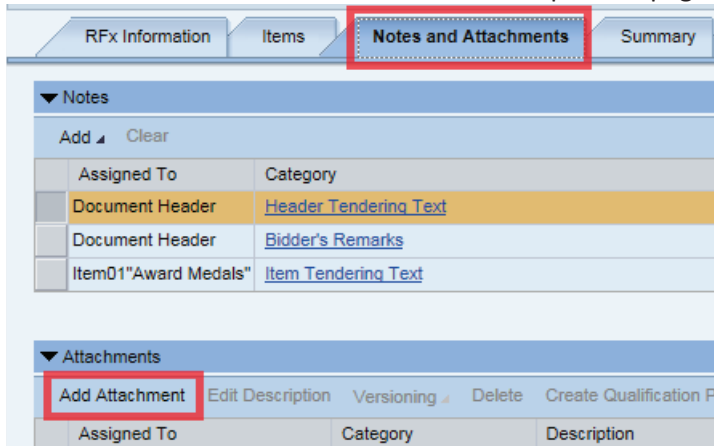 RFx Information Items Notes and Attachments Summary
Notes
Add Clear
Assigned To Category
Document Header Header Tendering Text
Document Header Bidder's Remarks
Item01"Award Medals" Item Tendering Text
Attachments
Add Attachment Edit Description Versioning Delete Create Qualification
Assigned To Category Description